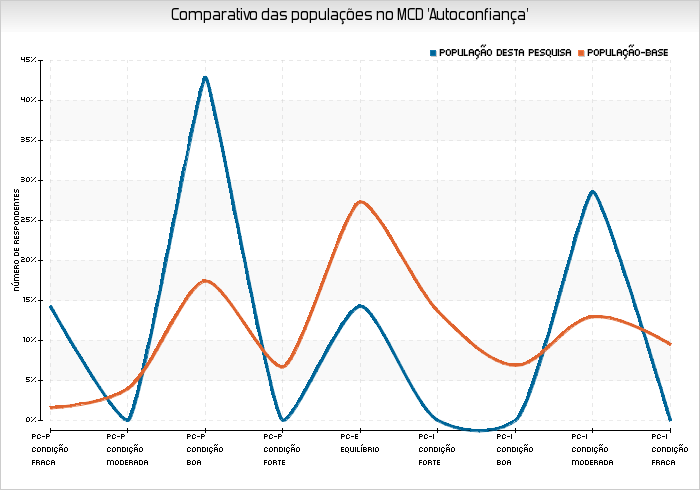 Comparativo das populações no MCD 'Autoconfiança'
POPULAÇÃO DESTA PESQUISA POPULAÇÃO-BASE
NÚMERO DE RESPONDENTES
45%
40%
35%
30%
25%
20%
15%
10%
5%
0%
PC-P PC-P PC-P PC-P PC-E PC-I PC-I PC-I PC-I
CONDIÇÃO CONDIÇÃO CONDIÇÃO CONDIÇÃO EQUILÍBRIO CONDIÇÃO CONDIÇÃO CONDIÇÃO CONDIÇÃO
FRACA MODERADA BOA FORTE FORTE BOA MODERADA FRACA